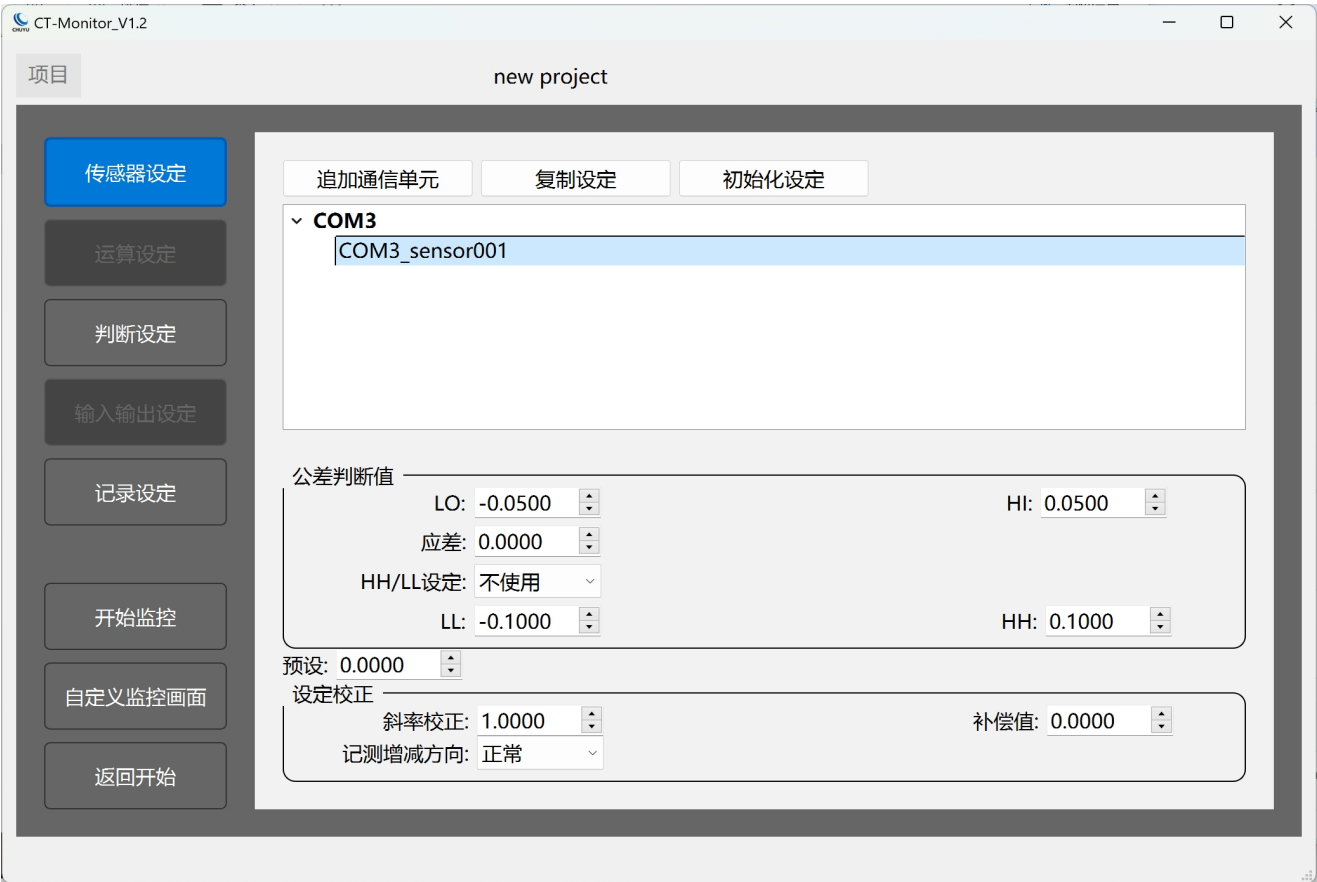 CHUYU CT-Monitor_V1.2
项目
new project
传感器设定
运算设定
判断设定
输入输出设定
记录设定
开始监控
自定义监控画面
返回开始
追加通信单元 复制设定 初始化设定
COM3
COM3_sensor001
公差判断值
LO: -0.0500 HI: 0.0500
应差: 0.0000
HH/LL设定: 不使用
LL: -0.1000 HH: 0.1000
预设: 0.0000
设定校正
斜率校正: 1.0000 补偿值: 0.0000
记测增减方向: 正常